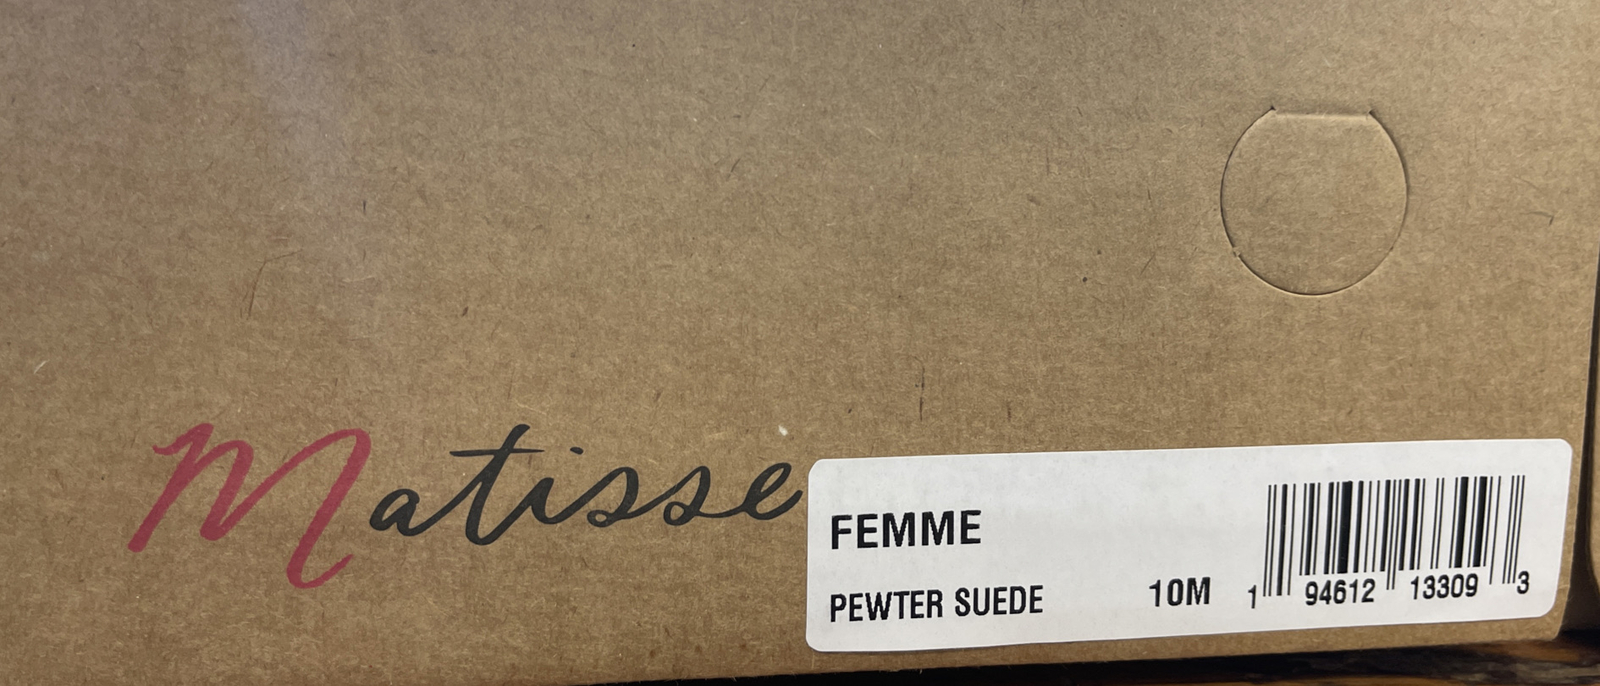 Matisse
FEMME
PEWTER SUEDE 10M
1 94612 13309 3